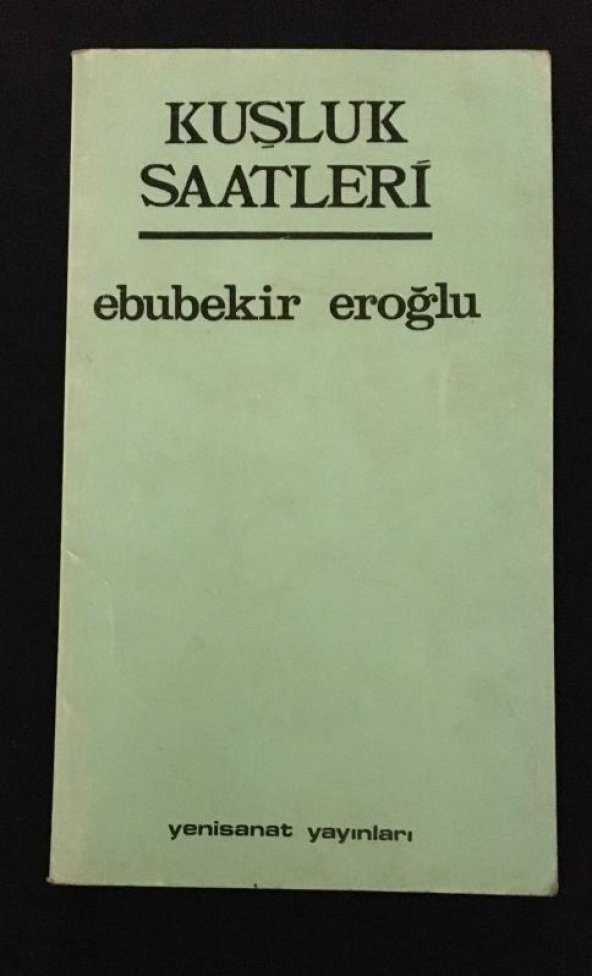 KUŞLUK
SAATLERİ
ebubekir eroğlu
yenisanat yayınları